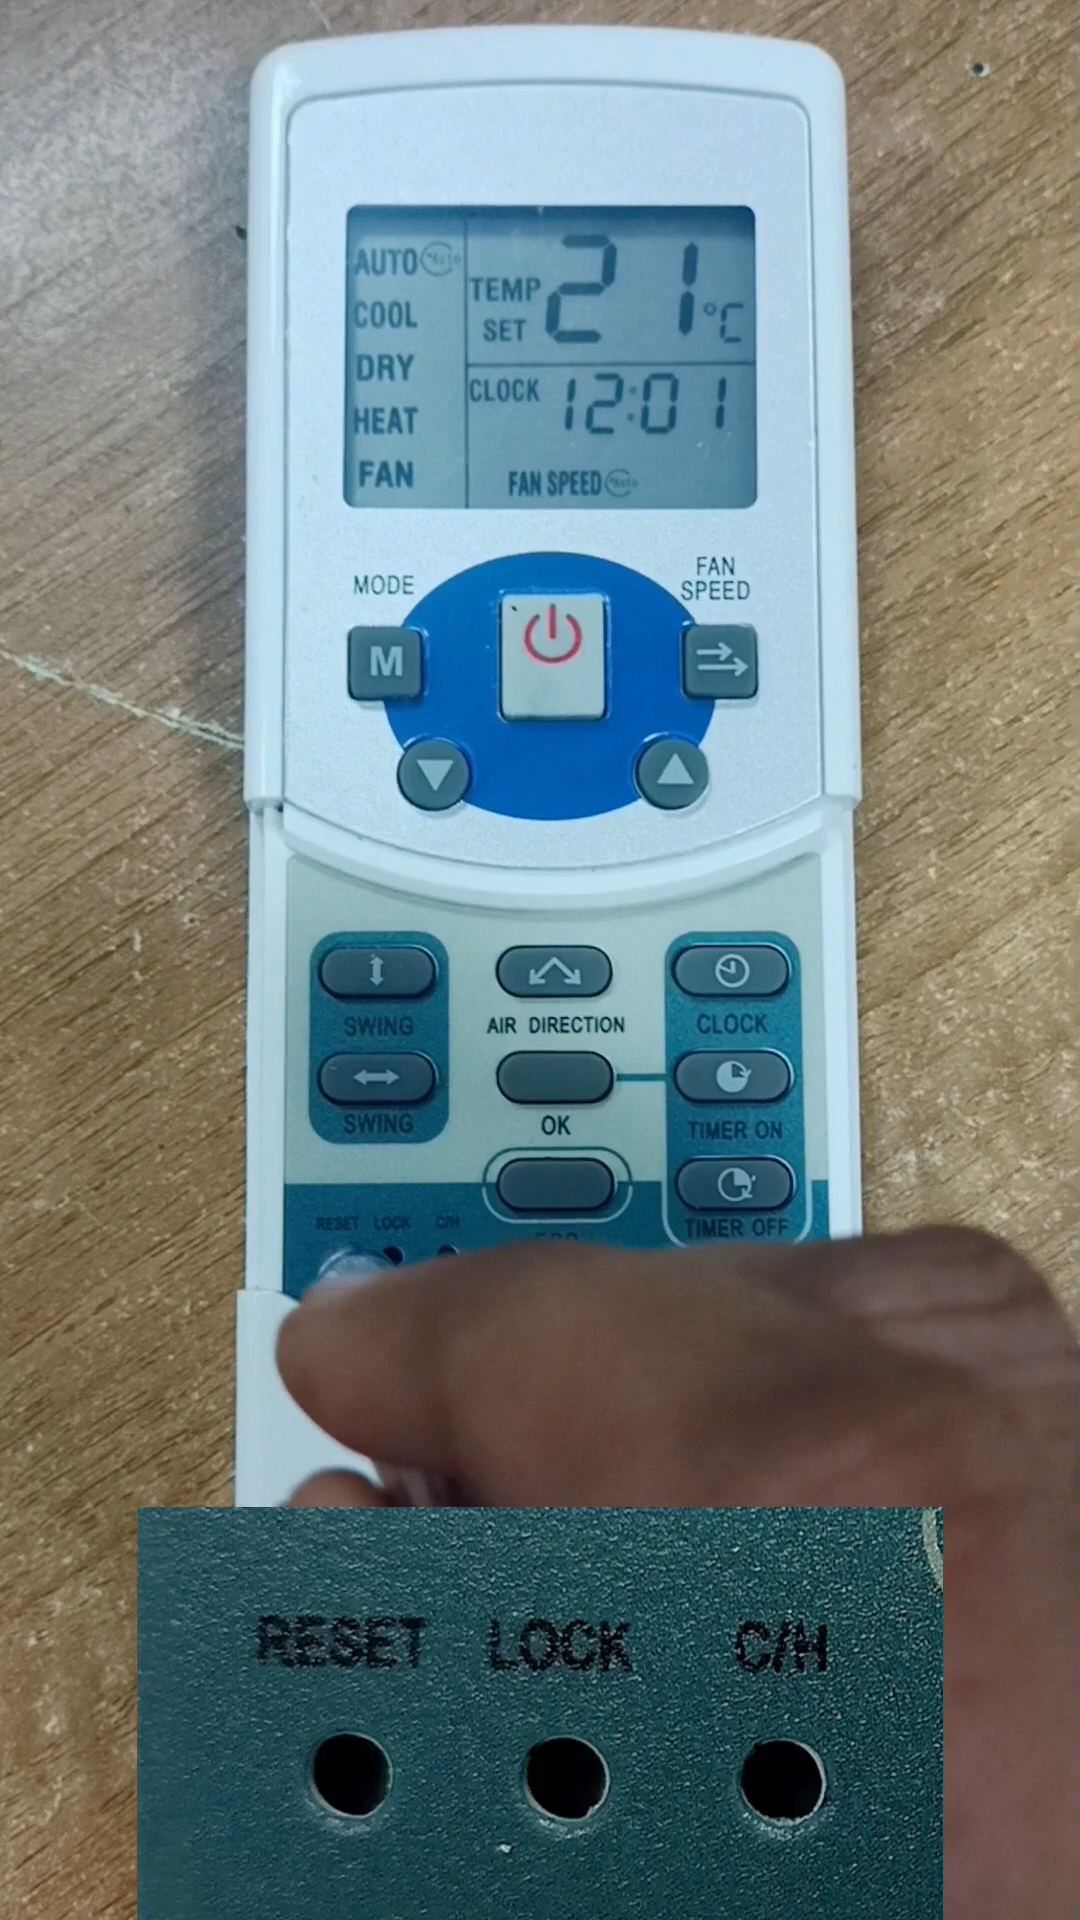 AUTO
COOL
DRY
HEAT
FAN
TEMP
SET
21°C
CLOCK 12:01
FAN SPEED
MODE
FAN
SPEED
M
SWING
AIR DIRECTION
CLOCK
SWING
OK
TIMER ON
TIMER OFF
RESET LOCK C/H
RESET LOCK C/H